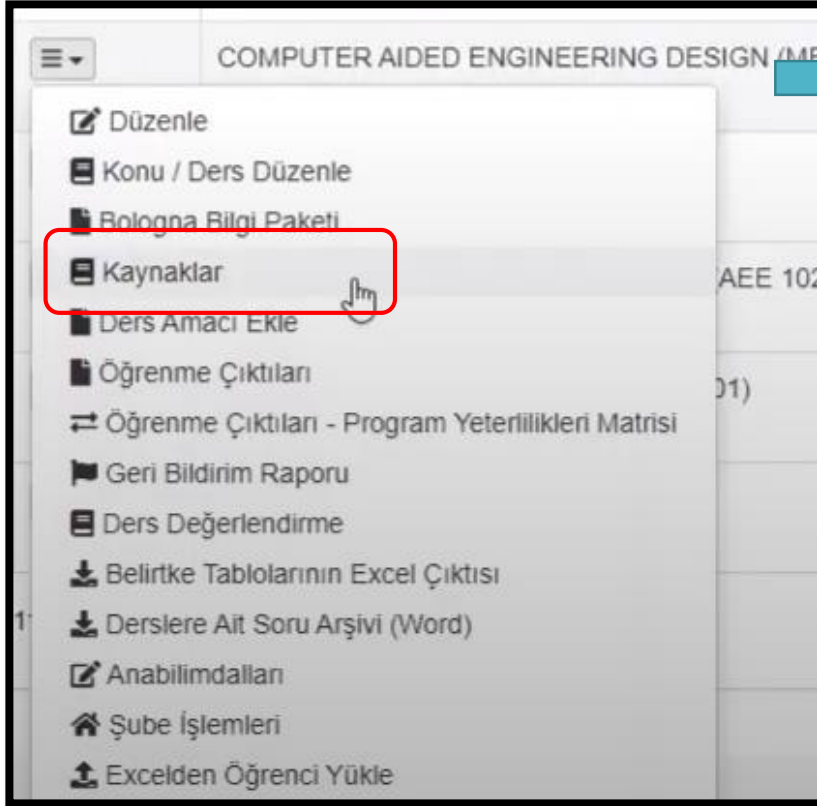 COMPUTER AIDED ENGINEERING DESIGN
Düzenle
Konu / Ders Düzenle
Bologna Bilgi Paketi
Kaynaklar
(AEE 102
Ders Amacı Ekle
Öğrenme Çıktıları
01)
Öğrenme Çıktıları - Program Yeterlilikleri Matrisi
Geri Bildirim Raporu
Ders Değerlendirme
Belirtke Tablolarının Excel Çıktısı
Derslere Ait Soru Arşivi (Word)
Anabilimdalları
Şube İşlemleri
Excelden Öğrenci Yükle